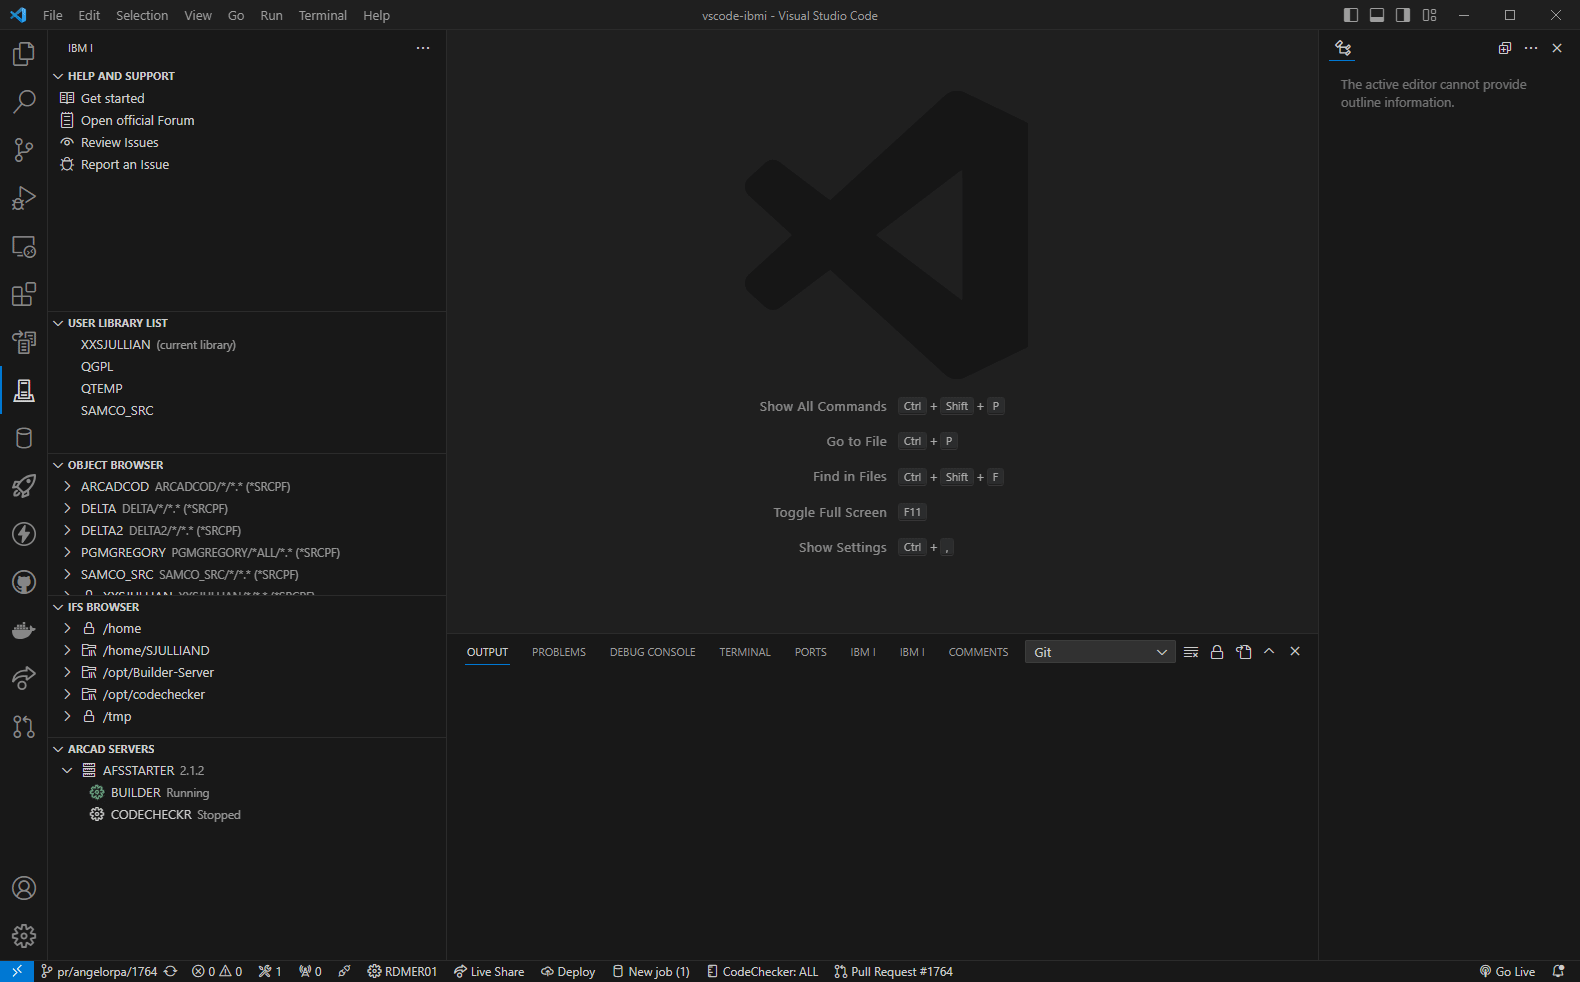 File Edit Selection View Go Run Terminal Help
vscode-ibmi - Visual Studio Code
IBM I
HELP AND SUPPORT
Get started
Open official Forum
Review Issues
Report an Issue
USER LIBRARY LIST
XXSJULLIAN (current library)
QGPL
QTEMP
SAMCO_SRC
OBJECT BROWSER
ARCADCOD ARCADCOD/*/*.* (*SRCPF)
DELTA DELTA/*/*.* (*SRCPF)
DELTA2 DELTA2/*/*.* (*SRCPF)
PGMGREGORY PGMGREGORY/*ALL/*.* (*SRCPF)
SAMCO_SRC SAMCO_SRC/*/*.* (*SRCPF)
XXSJULLIAN XXSJULLIAN/*/*.* (*SRCPF)
IFS BROWSER
/home
/home/SJULLIAND
/opt/Builder-Server
/opt/codechecker
/tmp
ARCAD SERVERS
AFSSTARTER 2.1.2
BUILDER Running
CODECHECKR Stopped
Show All Commands Ctrl + Shift + P
Go to File Ctrl + P
Find in Files Ctrl + Shift + F
Toggle Full Screen F11
Show Settings Ctrl + ,
OUTPUT PROBLEMS DEBUG CONSOLE TERMINAL PORTS IBM I IBM I COMMENTS Git
The active editor cannot provide
outline information.
pr/angelorpa/1764 0 0 1 0 RDMER01 Live Share Deploy New job (1) CodeChecker: ALL Pull Request #1764 Go Live